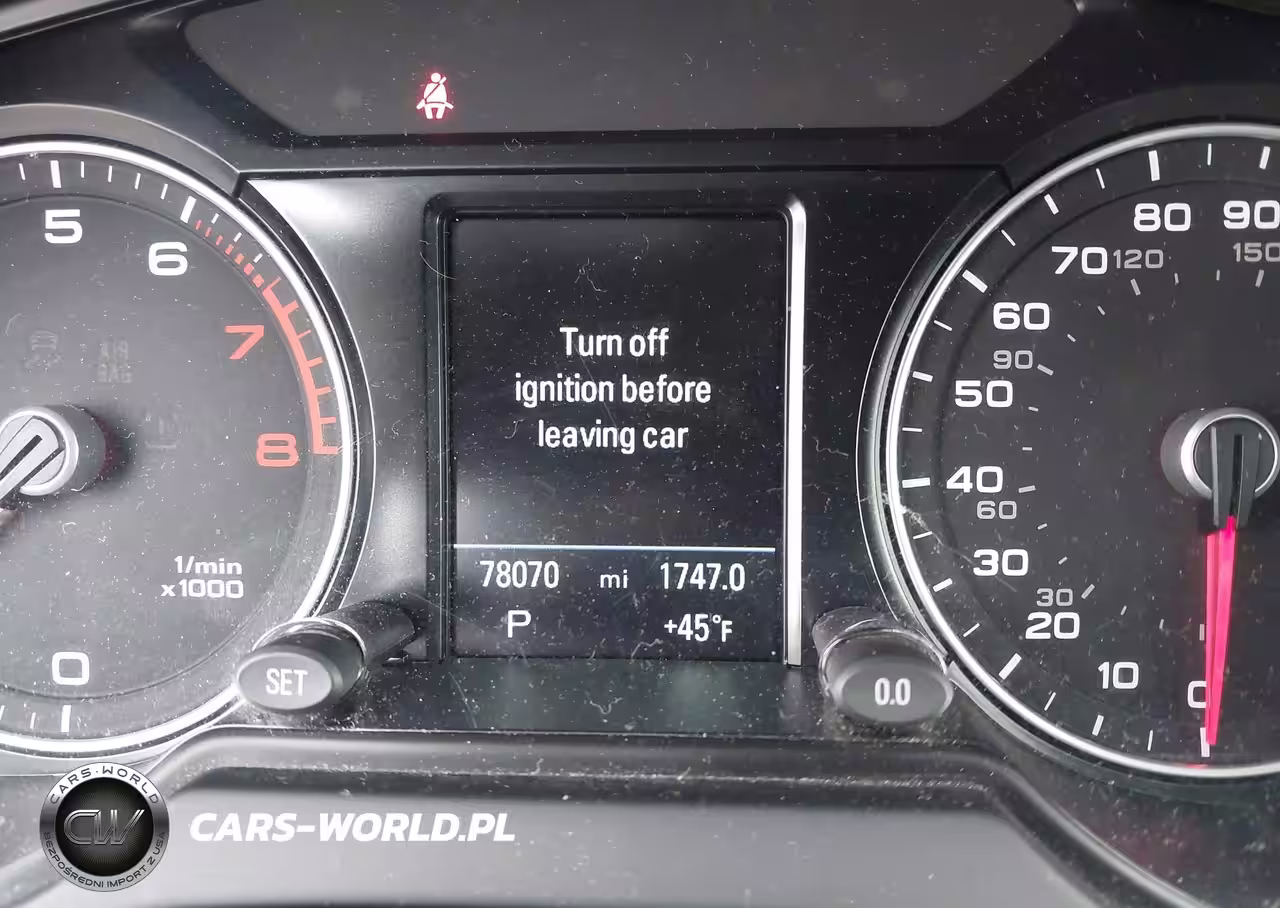 5
6
7
8
1/min
x1000
0
SET
Turn off
ignition before
leaving car
78070 mi 1747.0
P +45°F
80 90
70 120 150
60
90
50
40
60
30
30
20
10
0
0.0
AIR
BAG
CARS-WORLD
CW
BEZPOŚREDNI IMPORT Z USA
CARS-WORLD.PL